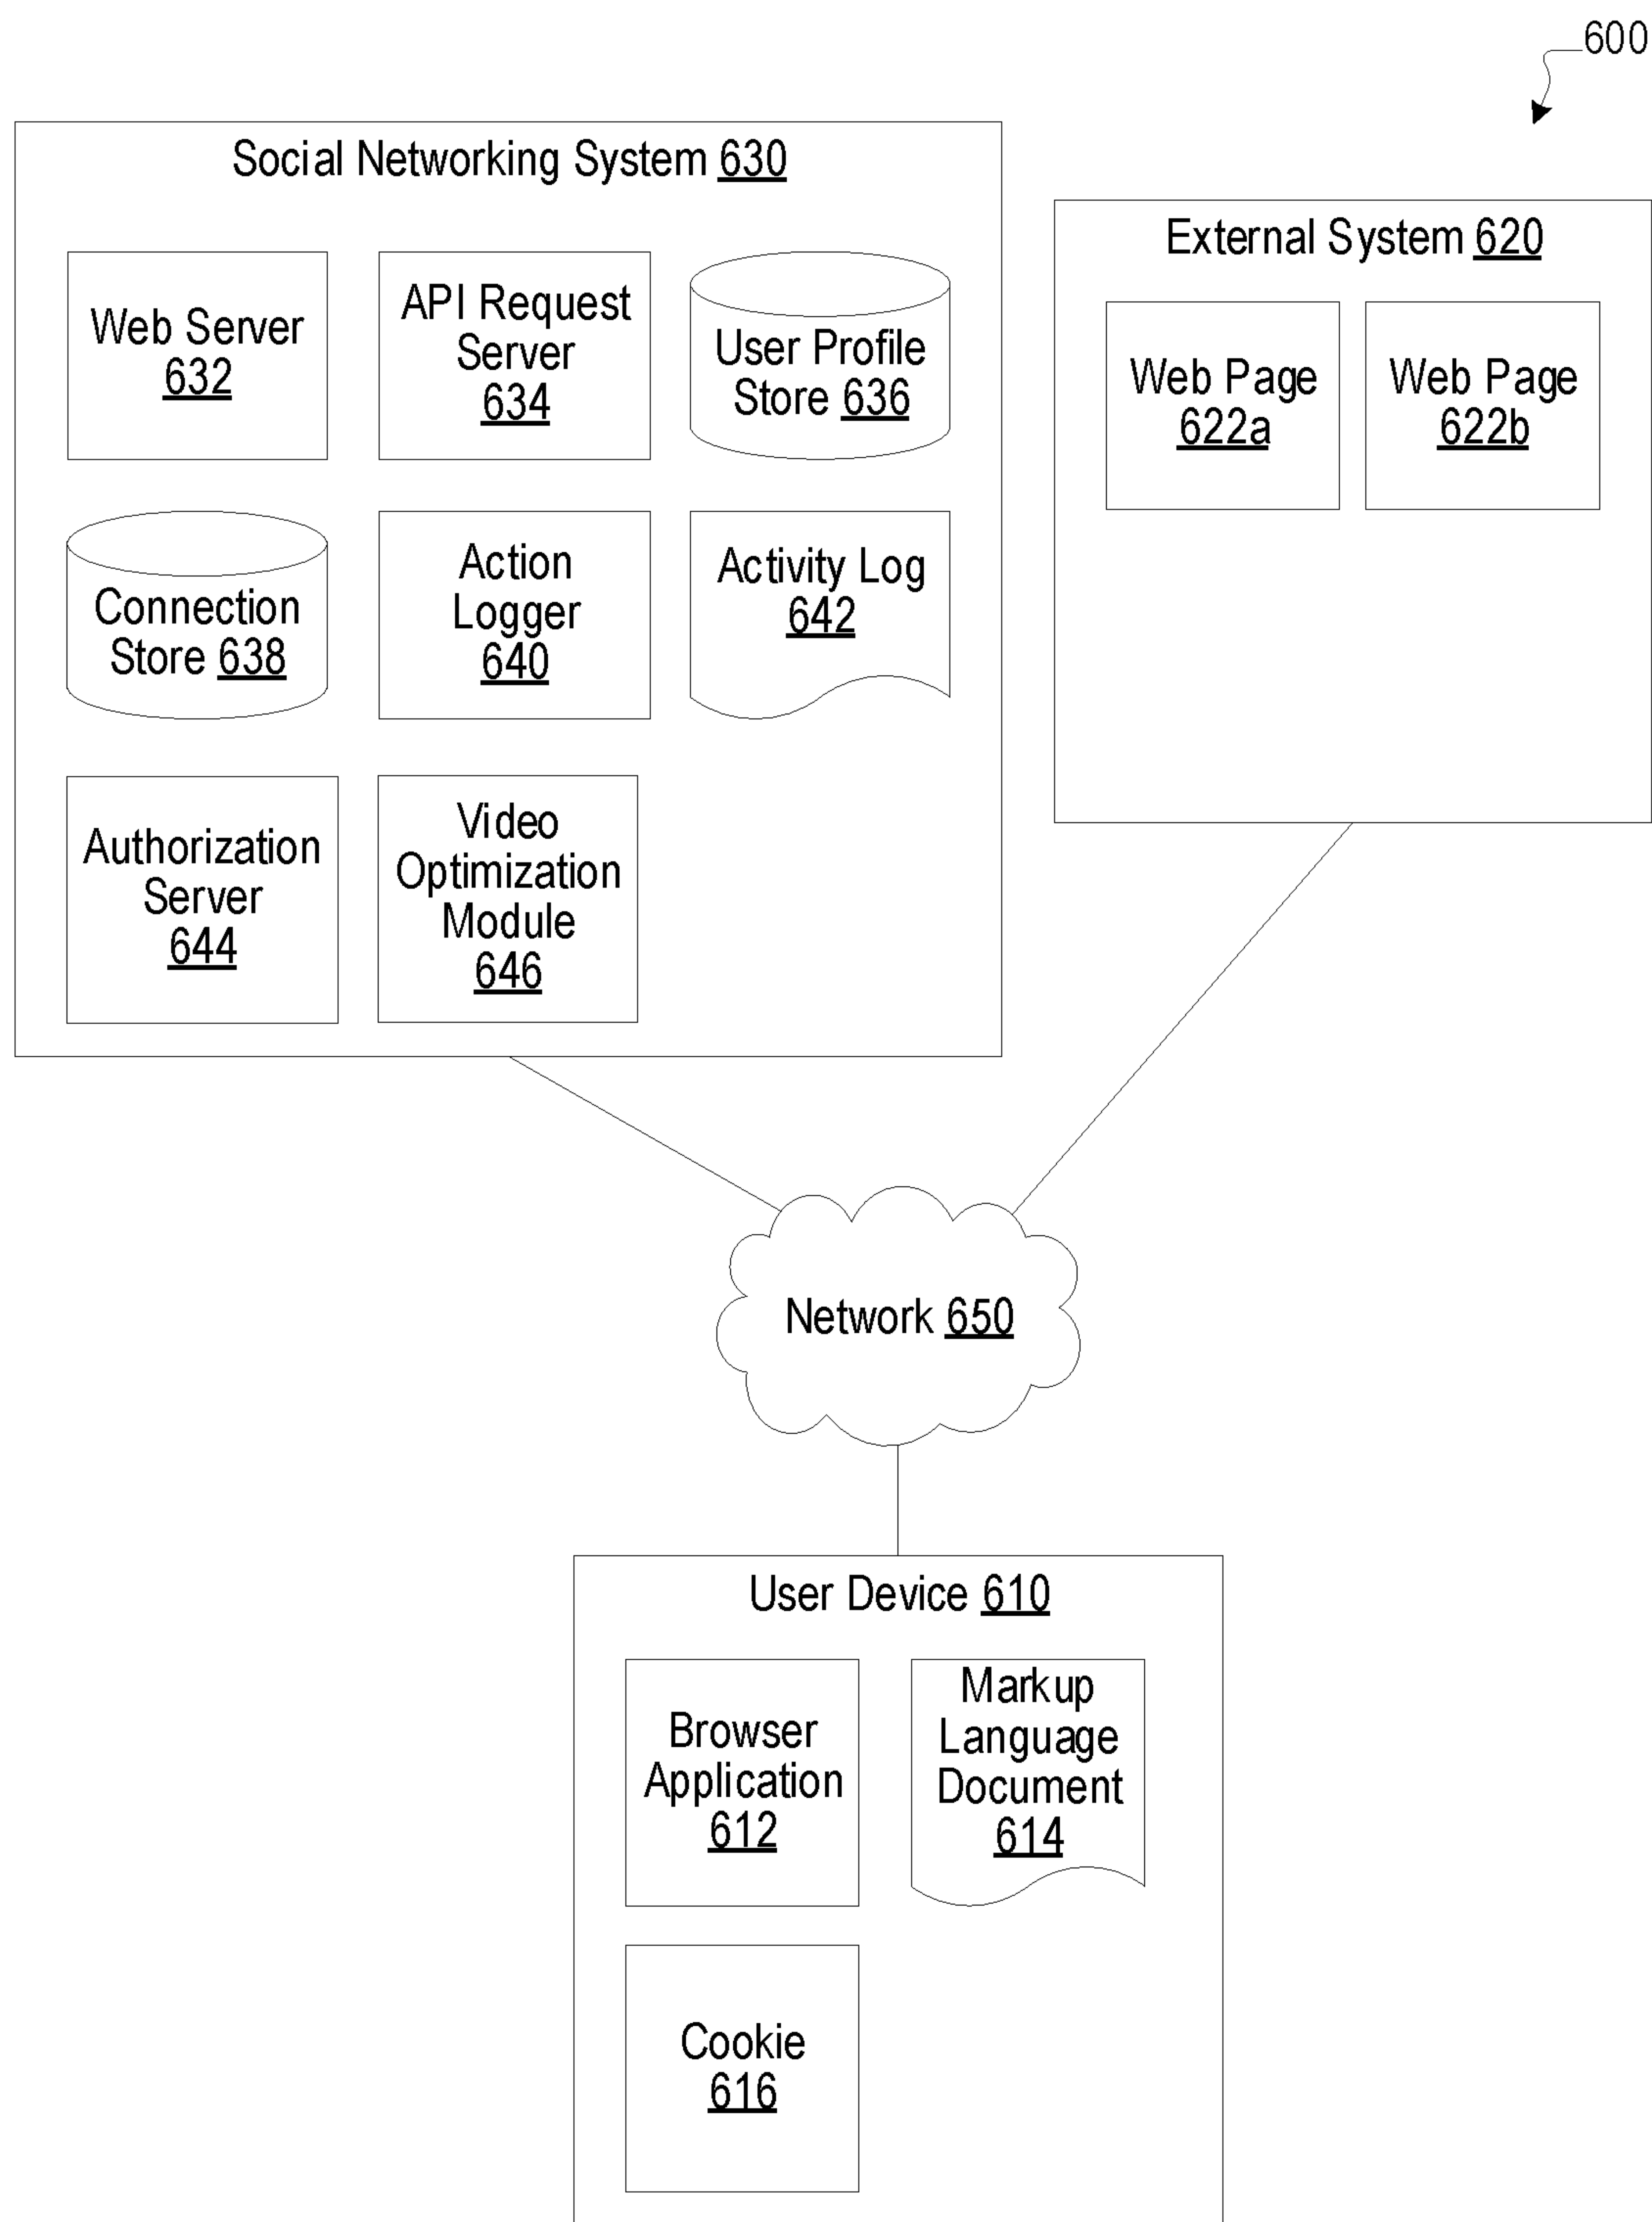 600
Social Networking System 630
Web Server
632
API Request
Server
634
User Profile
Store 636
Connection
Store 638
Action
Logger
640
Activity Log
642
Authorization
Server
644
Video
Optimization
Module
646
External System 620
Web Page
622a
Web Page
622b
Network 650
User Device 610
Browser
Application
612
Markup
Language
Document
614
Cookie
616